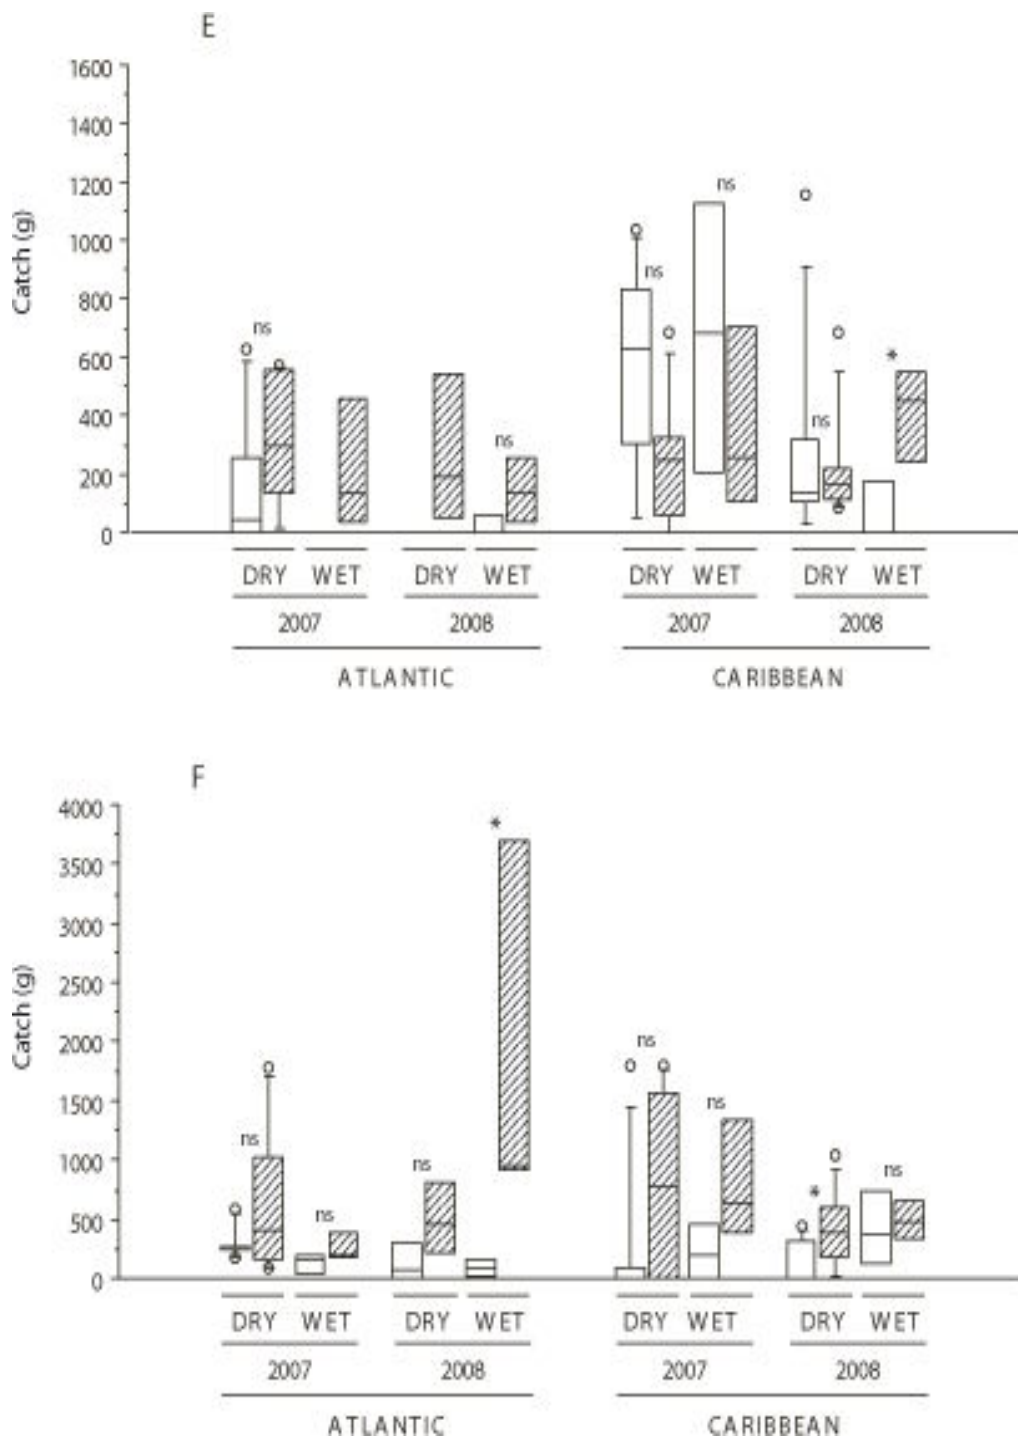 E
1600
1400
1200
1000
800
600
400
200
0
Catch (g)
ns
ns
ns
ns
ns
ns
*
DRY WET DRY WET DRY WET DRY WET
2007 2008 2007 2008
ATLANTIC CARIBBEAN
F
4000
3500
3000
2500
2000
1500
1000
500
0
Catch (g)
*
ns
ns
ns
ns
ns
*
ns
DRY WET DRY WET DRY WET DRY WET
2007 2008 2007 2008
ATLANTIC CARIBBEAN